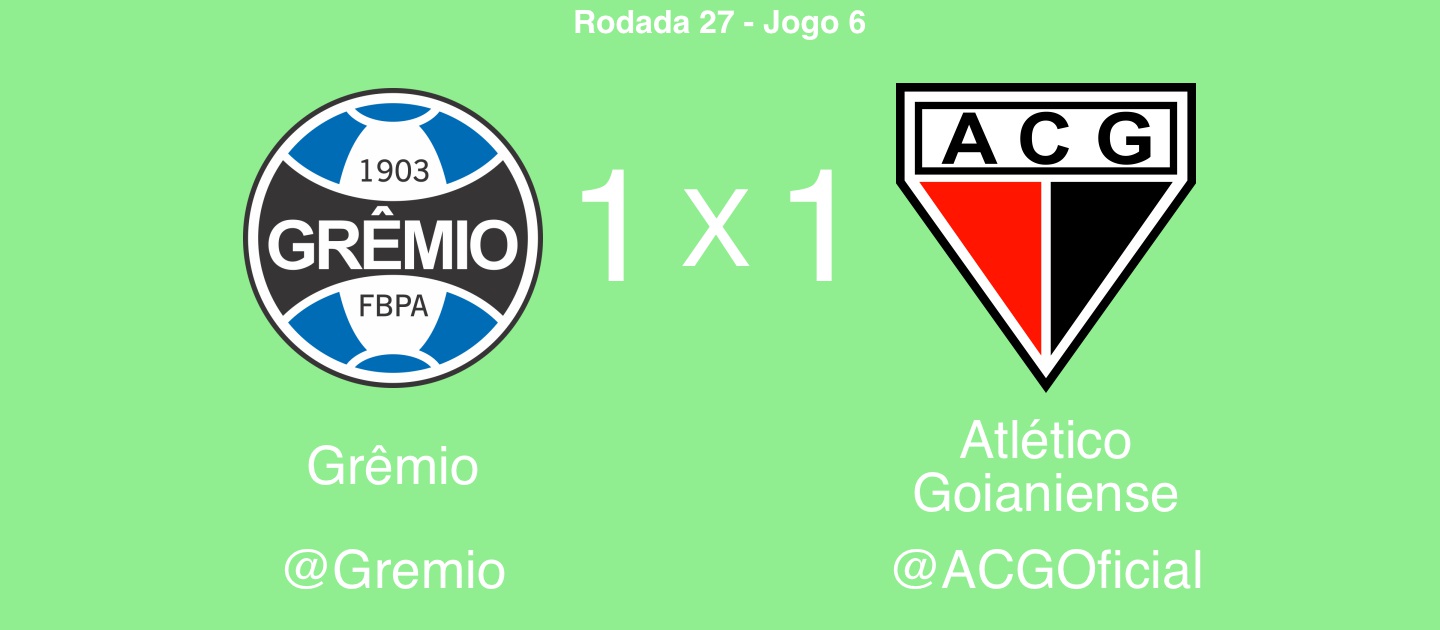 Rodada 27 - Jogo 6
1903
GRÊMIO
FBPA
1 x 1
A C G
Grêmio
Atlético
Goianiense
@Gremio
@ACGOficial